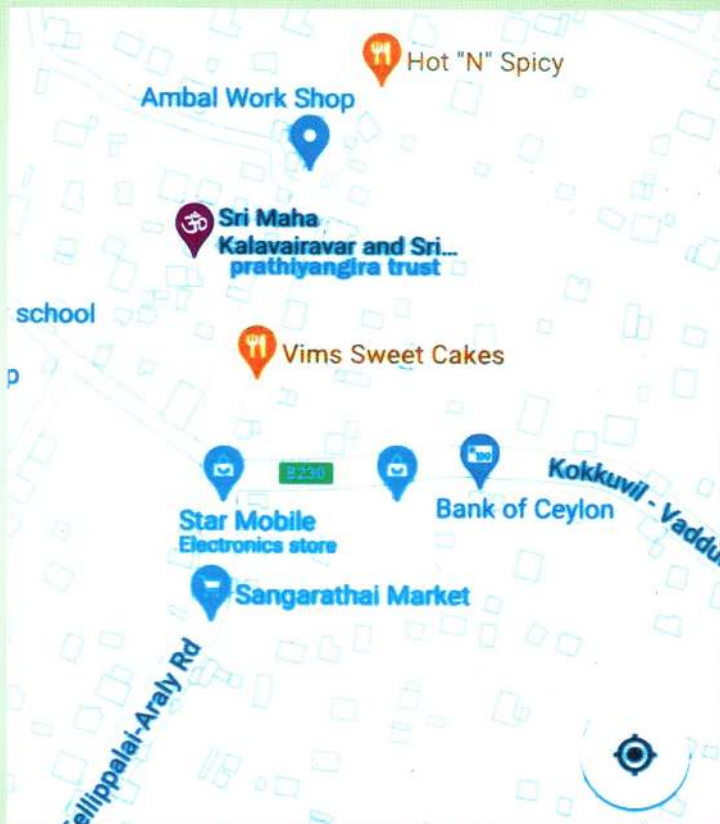 Hot "N" Spicy
Ambal Work Shop
Sri Maha
Kalavairavar and Sri...
prathiyangira trust
school
Vims Sweet Cakes
p
B230
100
Kokkuvil - Vaddu
Bank of Ceylon
Star Mobile
Electronics store
Sangarathai Market
ellippalai-Araly Rd